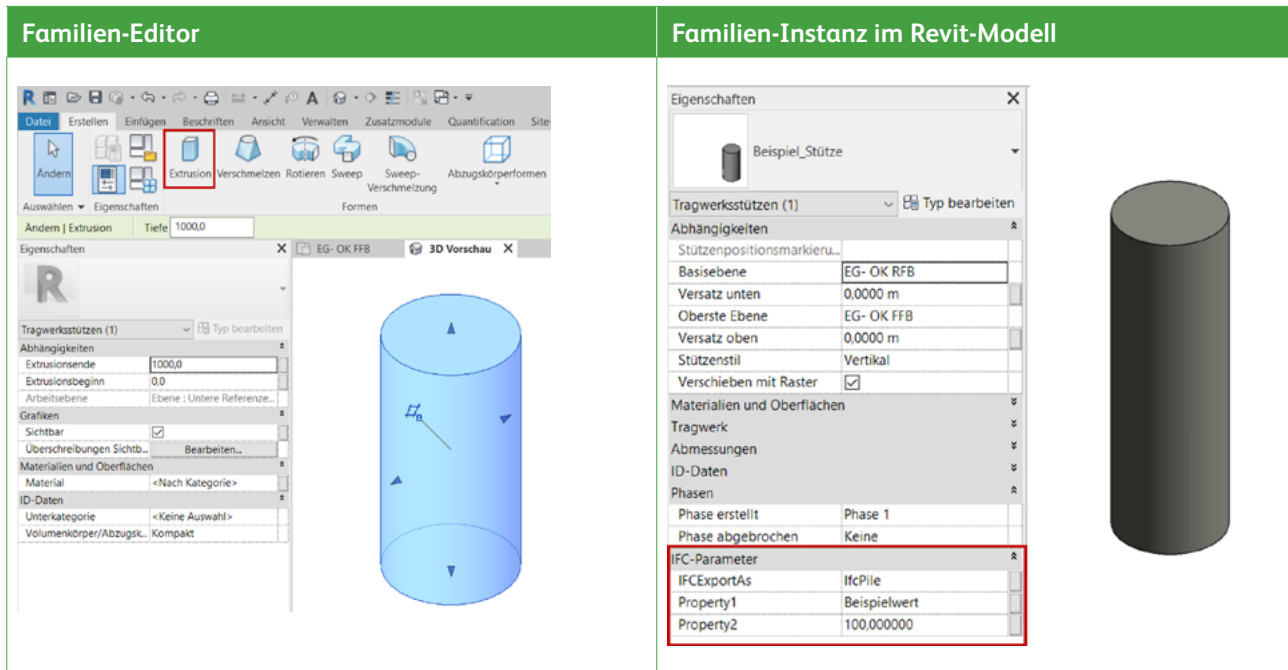 Familien-Editor
Datei Erstellen Einfügen Beschriften Ansicht Verwalten Zusatzmodule Quantification Site
Ändern Extrusion Verschmelzen Rotieren Sweep Sweep- Abzugskörperformen
Verschmelzung
Auswählen Eigenschaften Formen
Ändern | Extrusion Tiefe 1000,0
Eigenschaften X EG- OK FFB 3D Vorschau X
Tragwerksstützen (1) Typ bearbeiten
Abhängigkeiten
Extrusionsende 1000,0
Extrusionsbeginn 0,0
Arbeitsebene Ebene : Untere Referenze...
Grafiken
Sichtbar
Überschreibungen Sichtb... Bearbeiten...
Materialien und Oberflächen
Material <Nach Kategorie>
ID-Daten
Unterkategorie <Keine Auswahl>
Volumenkörper/Abzugsk... Kompakt
Familien-Instanz im Revit-Modell
Eigenschaften X
Beispiel_Stütze
Tragwerksstützen (1) Typ bearbeiten
Abhängigkeiten
Stützenpositionsmarkieru...
Basisebene EG- OK RFB
Versatz unten 0,0000 m
Oberste Ebene EG- OK FFB
Versatz oben 0,0000 m
Stützenstil Vertikal
Verschieben mit Raster
Materialien und Oberflächen
Tragwerk
Abmessungen
ID-Daten
Phasen
Phase erstellt Phase 1
Phase abgebrochen Keine
IFC-Parameter
IFCExportAs IfcPile
Property1 Beispielwert
Property2 100,000000